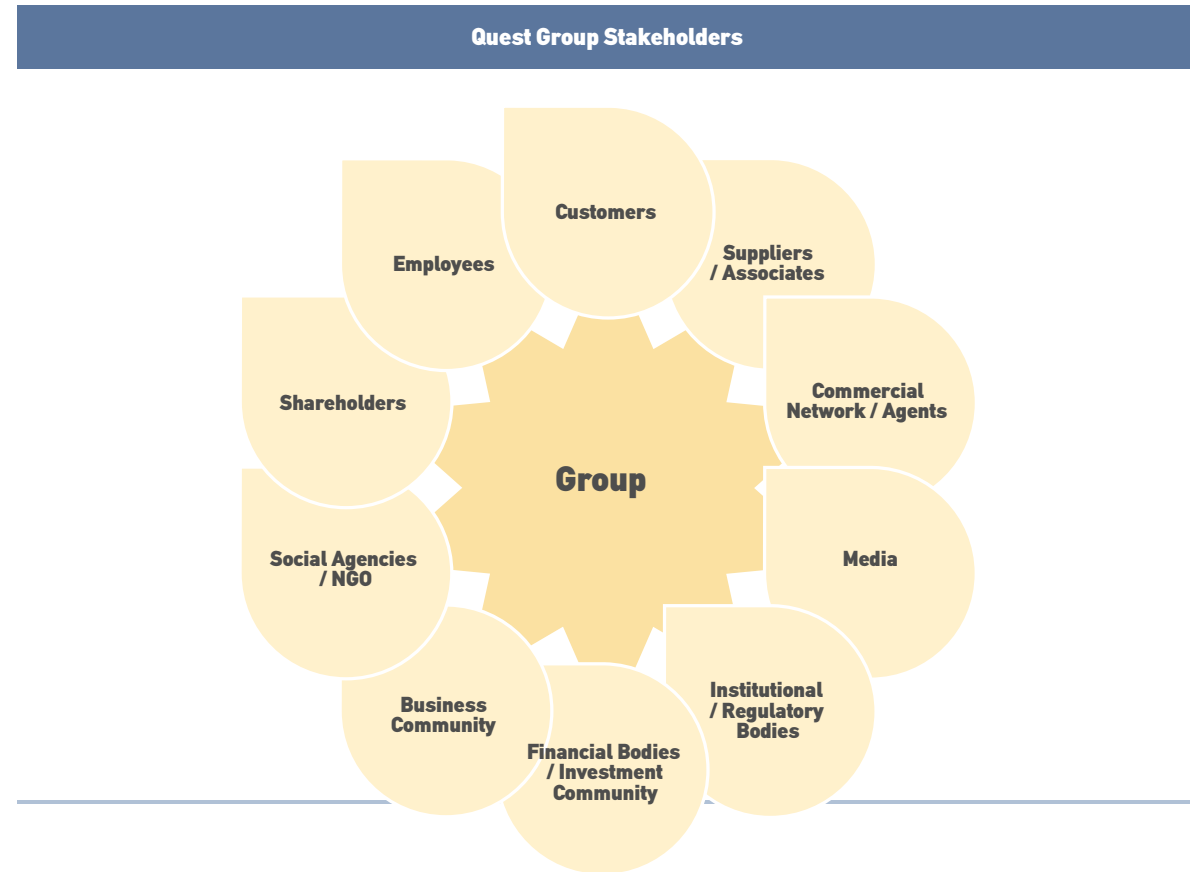 Quest Group Stakeholders
Customers
Suppliers
/ Associates
Employees
Commercial
Network / Agents
Shareholders
Group
Social Agencies
/ NGO
Media
Institutional
/ Regulatory
Bodies
Business
Community
Financial Bodies
/ Investment
Community